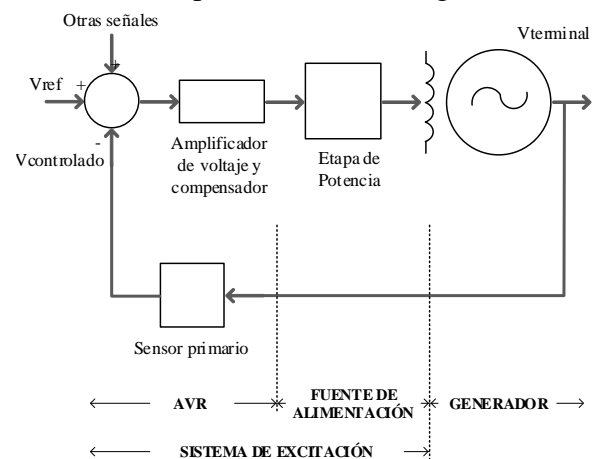 Otras señales
Vterminal
+
Vref +
-
Vcontrolado
Amplificador
de voltaje y
compensador
Etapa de
Potencia
Sensor primario
AVR
FUENTE DE
ALIMENTACIÓN
GENERADOR
SISTEMA DE EXCITACIÓN